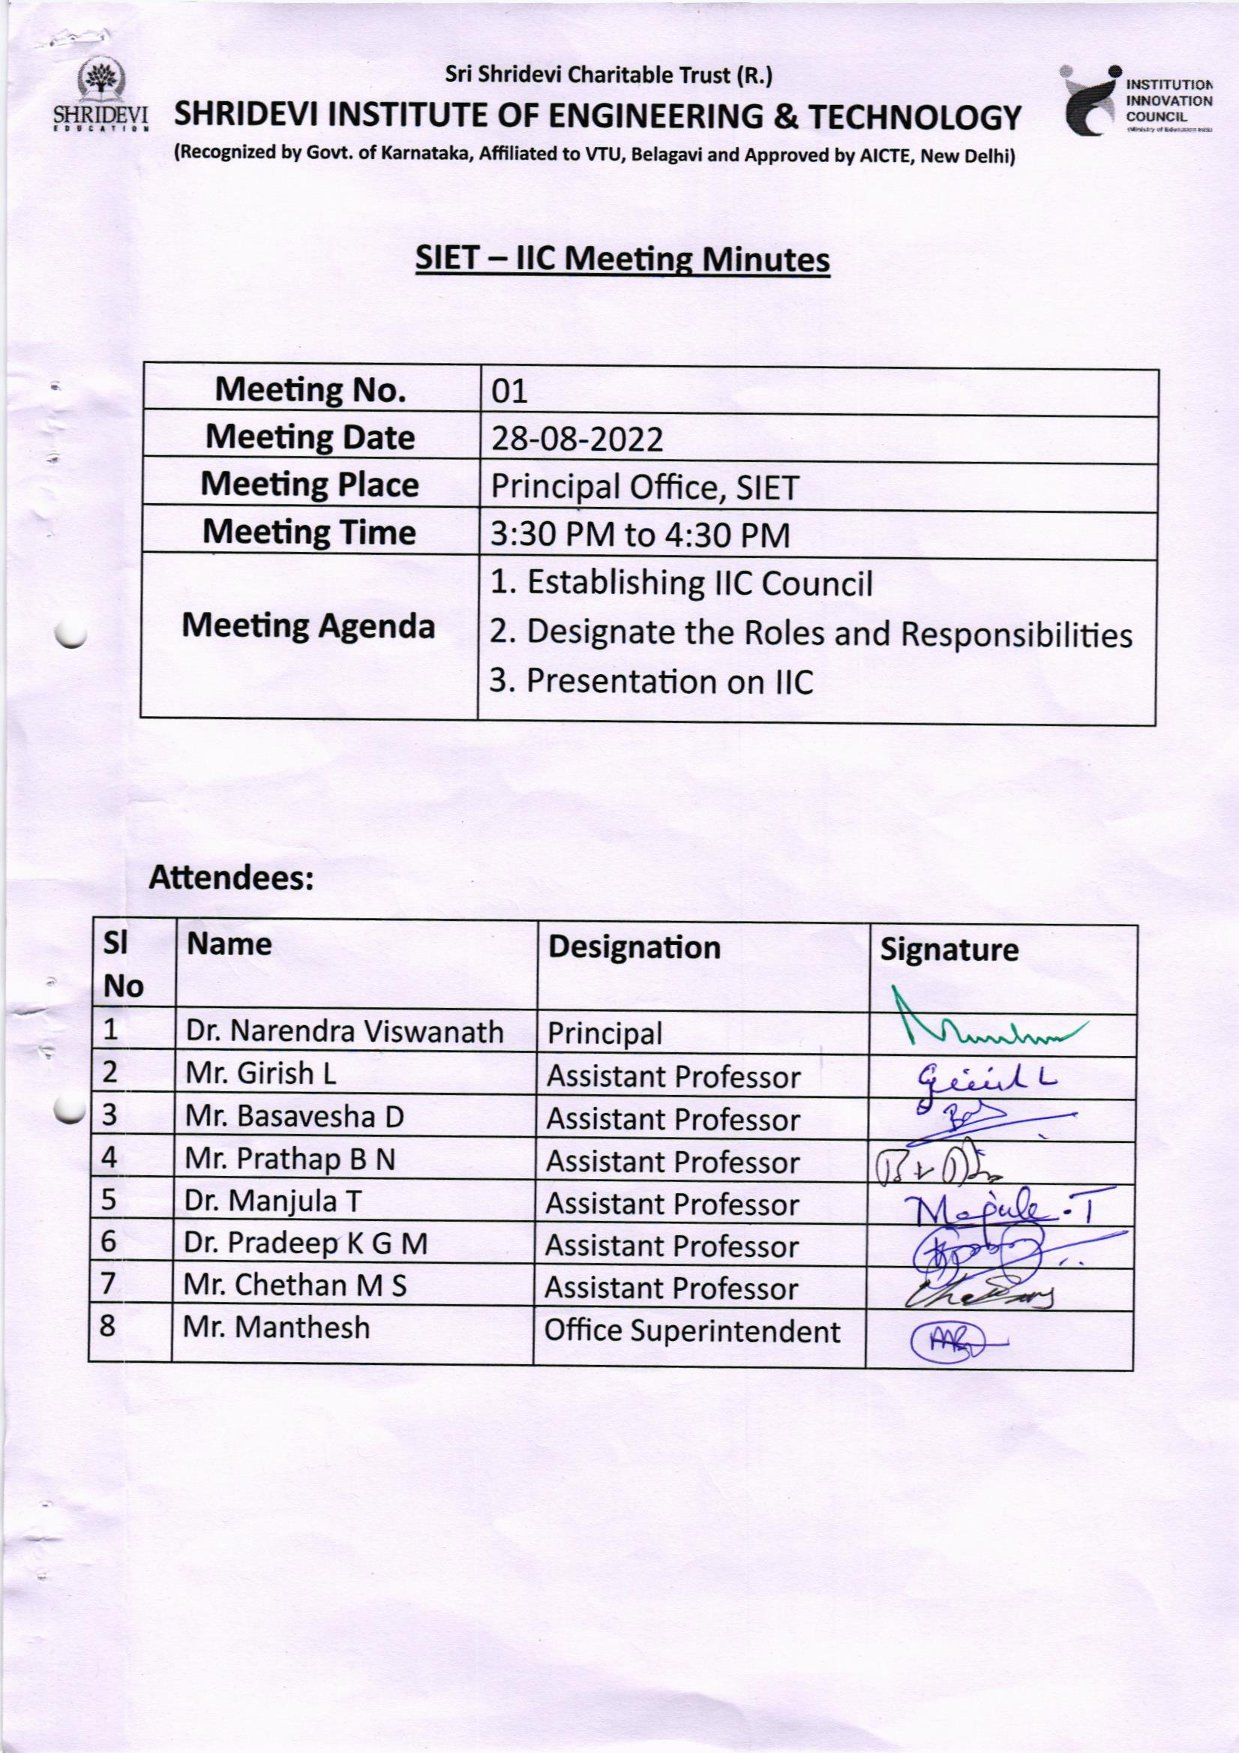 Sri Shridevi Charitable Trust (R.)
SHRIDEVI INSTITUTE OF ENGINEERING & TECHNOLOGY
(Recognized by Govt. of Karnataka, Affiliated to VTU, Belagavi and Approved by AICTE, New Delhi)
SHRIDEVI
EDUCATION
INSTITUTION
INNOVATION
COUNCIL
(Ministry of Education India)
SIET – IIC Meeting Minutes
Meeting No. 01
Meeting Date 28-08-2022
Meeting Place Principal Office, SIET
Meeting Time 3:30 PM to 4:30 PM
Meeting Agenda
1. Establishing IIC Council
2. Designate the Roles and Responsibilities
3. Presentation on IIC
Attendees:
Sl No Name Designation Signature
1 Dr. Narendra Viswanath Principal
2 Mr. Girish L Assistant Professor Girish L
3 Mr. Basavesha D Assistant Professor
4 Mr. Prathap B N Assistant Professor
5 Dr. Manjula T Assistant Professor
6 Dr. Pradeep K G M Assistant Professor
7 Mr. Chethan M S Assistant Professor
8 Mr. Manthesh Office Superintendent